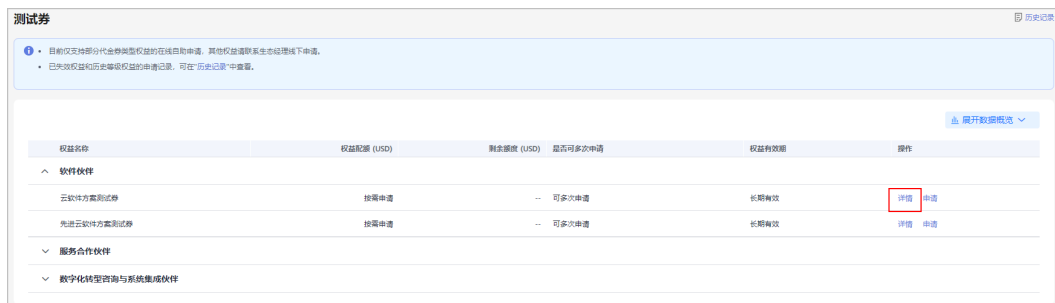 测试券
历史记录
目前仅支持部分代金券类型权益的在线自助申请，其他权益请联系生态经理线下申请。
已失效权益和历史等级权益的申请记录，可在“历史记录”中查看。
展开数据概览
权益名称 权益配额 (USD) 剩余额度 (USD) 是否可多次申请 权益有效期 操作
软件伙伴
云软件方案测试券 按需申请 -- 可多次申请 长期有效 详情 申请
先进云软件方案测试券 按需申请 -- 可多次申请 长期有效 详情 申请
服务合作伙伴
数字化转型咨询与系统集成伙伴